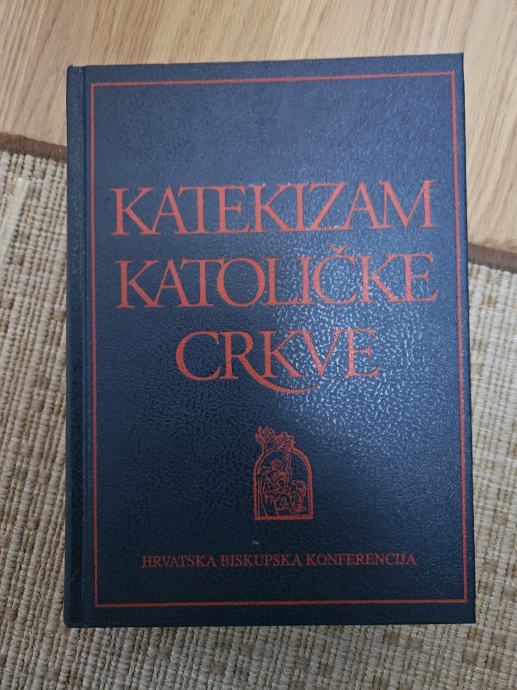 KATEKIZAM
KATOLIČKE
CRKVE
HRVATSKA BISKUPSKA KONFERENCIJA